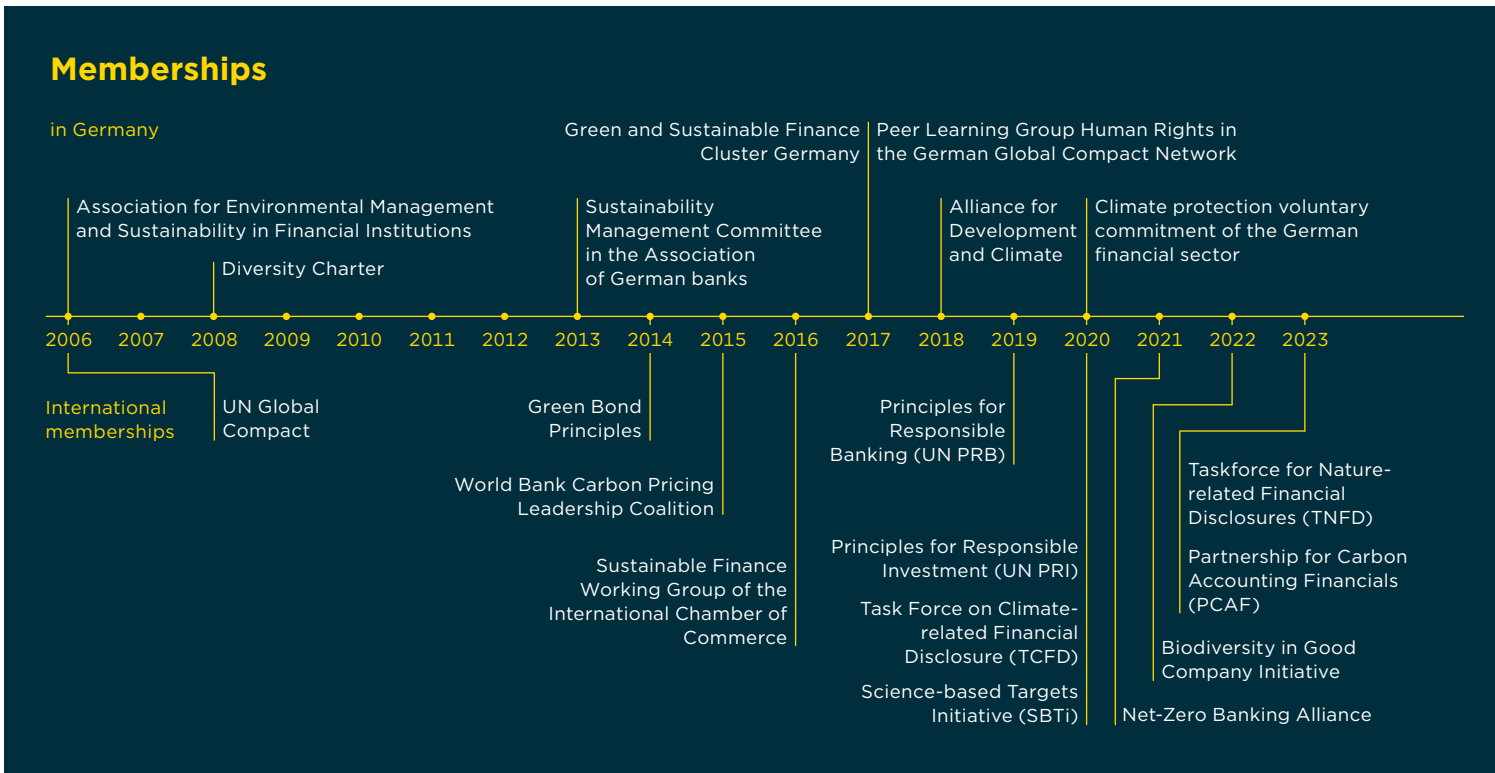 Memberships
in Germany
Green and Sustainable Finance
Cluster Germany
Peer Learning Group Human Rights in
the German Global Compact Network
Association for Environmental Management
and Sustainability in Financial Institutions
Diversity Charter
Sustainability
Management Committee
in the Association
of German banks
Alliance for
Development
and Climate
Climate protection voluntary
commitment of the German
financial sector
2006 2007 2008 2009 2010 2011 2012 2013 2014 2015 2016 2017 2018 2019 2020 2021 2022 2023
International
memberships
UN Global
Compact
Green Bond
Principles
World Bank Carbon Pricing
Leadership Coalition
Sustainable Finance
Working Group of the
International Chamber of
Commerce
Principles for
Responsible
Banking (UN PRB)
Principles for Responsible
Investment (UN PRI)
Task Force on Climate-
related Financial
Disclosure (TCFD)
Science-based Targets
Initiative (SBTi)
Taskforce for Nature-
related Financial
Disclosures (TNFD)
Partnership for Carbon
Accounting Financials
(PCAF)
Biodiversity in Good
Company Initiative
Net-Zero Banking Alliance